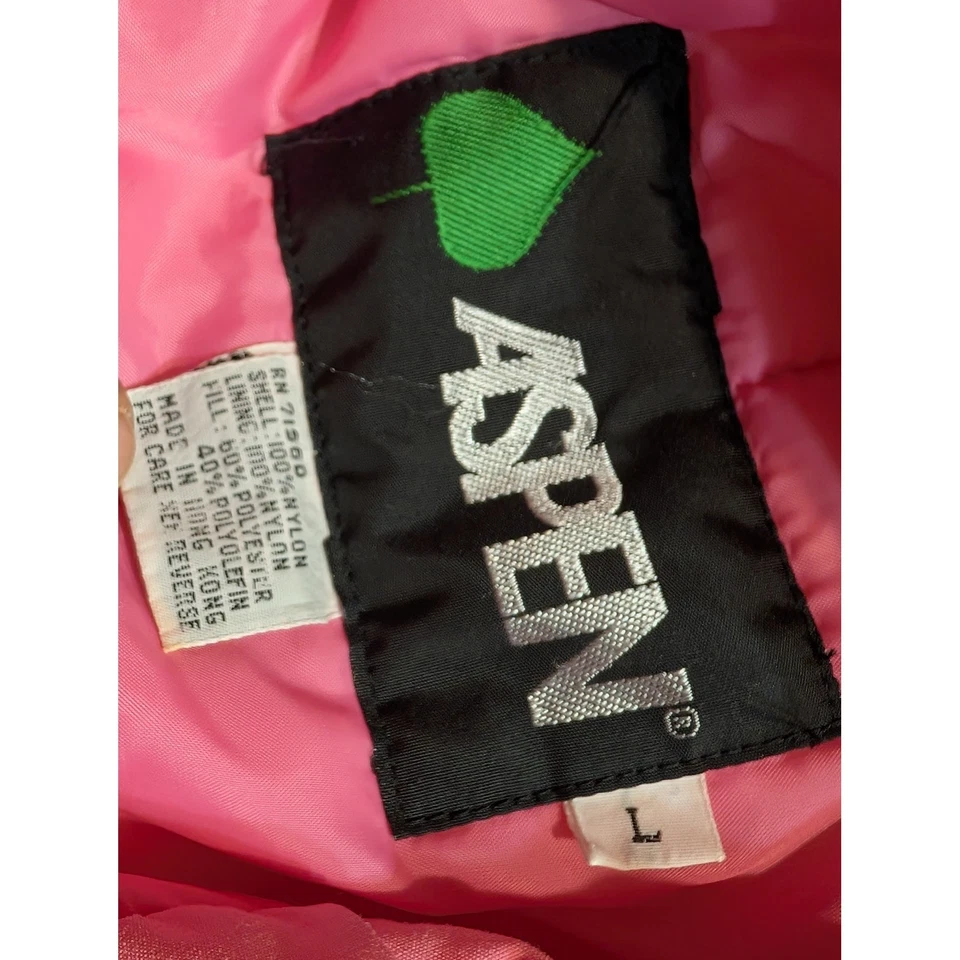 ASPEN®
L
RN 71560
SHELL: 100% NYLON
LINING: 100% NYLON
FILL: 60% POLYESTER
40% POLYOLEFIN
MADE IN HONG KONG
FOR CARE SEE REVERSE